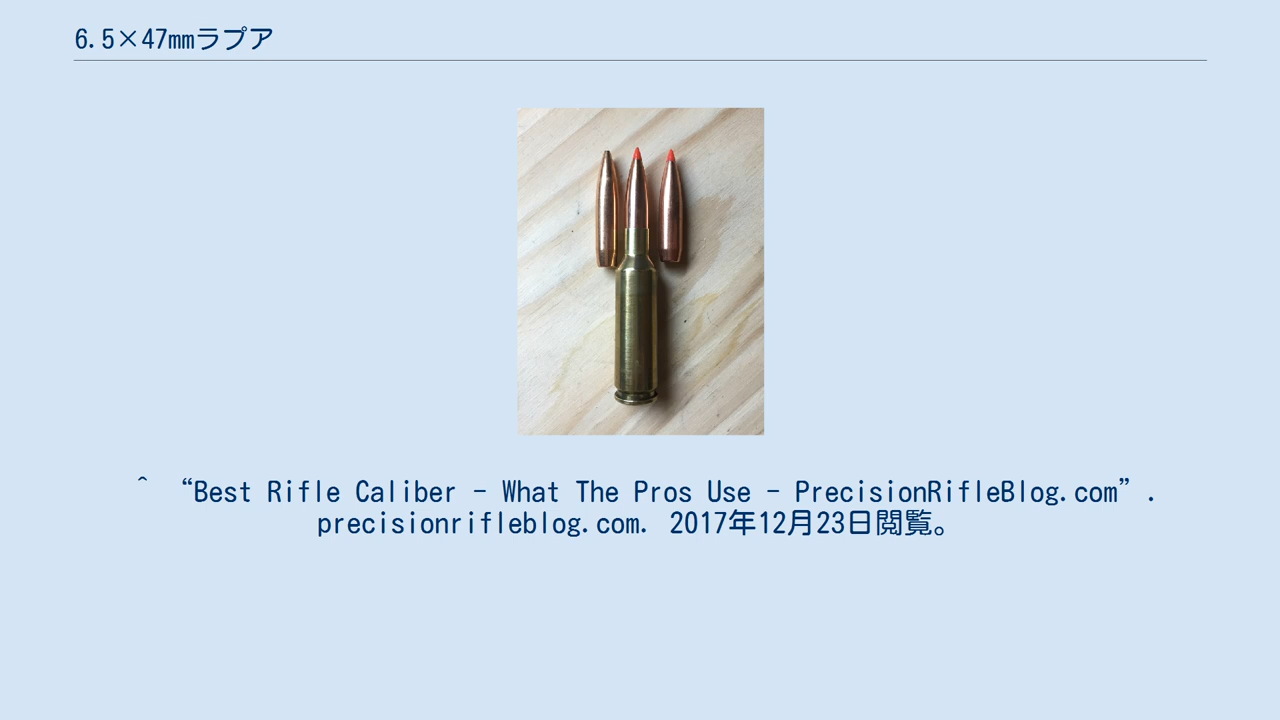 6.5×47mmラプア
^ “Best Rifle Caliber – What The Pros Use – PrecisionRifleBlog.com”.
precisionrifleblog.com. 2017年12月23日閲覧。